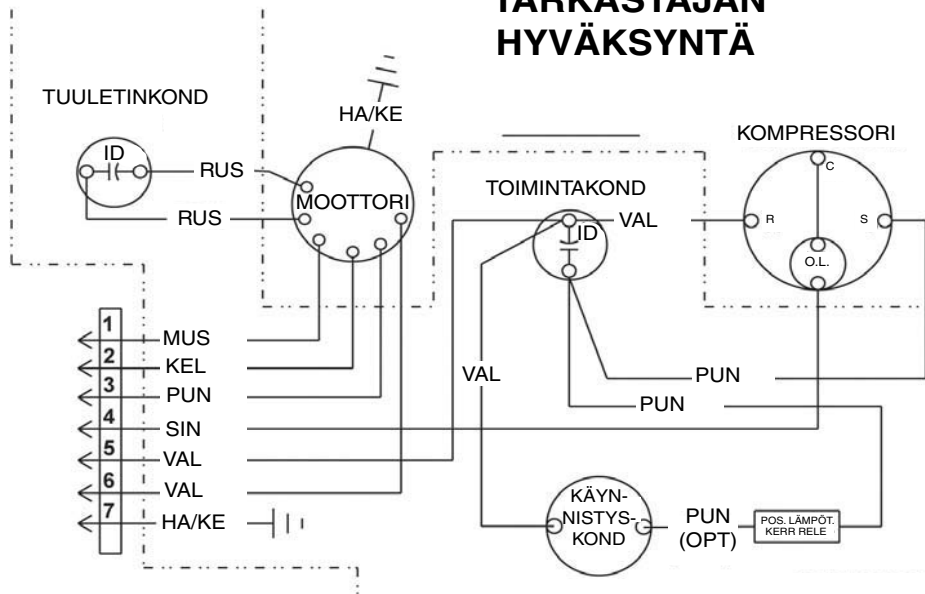 TARKASTAJAN
HYVÄKSYNTÄ
TUULETINKOND
HA/KE
KOMPRESSORI
ID
RUS
MOOTTORI
TOIMINTAKOND
C
RUS
ID
VAL
R
S
O.L.
1
MUS
2
KEL
VAL
PUN
3
PUN
PUN
4
SIN
5
VAL
6
VAL
7
HA/KE
KÄYN-
NISTYS-
KOND
PUN
(OPT)
POS. LÄMPÖT.
KERR RELE